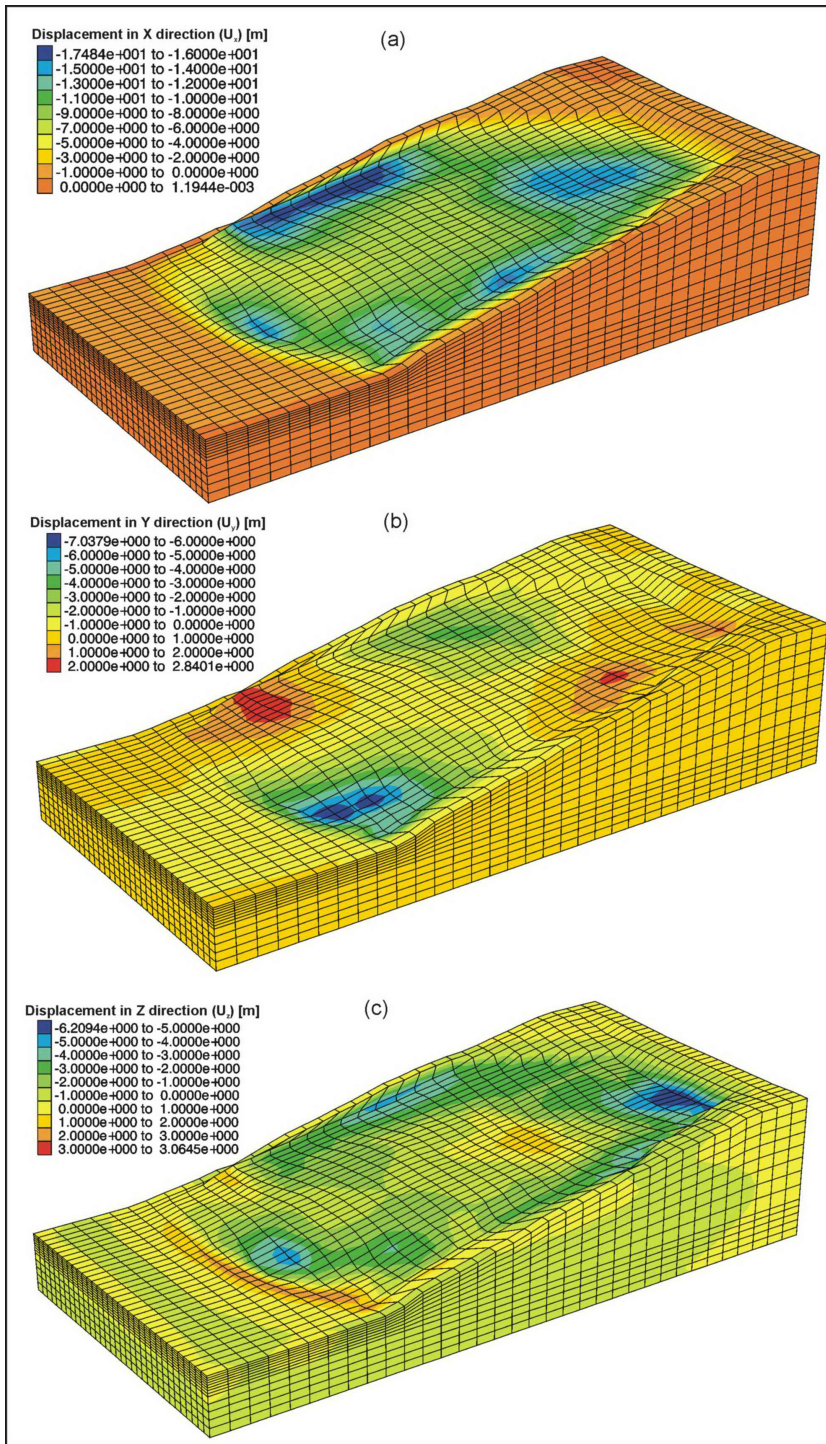 Displacement in X direction (Uₓ) [m]
(a)
-1.7484e+001 to -1.6000e+001
-1.5000e+001 to -1.4000e+001
-1.3000e+001 to -1.2000e+001
-1.1000e+001 to -1.0000e+001
-9.0000e+000 to -8.0000e+000
-7.0000e+000 to -6.0000e+000
-5.0000e+000 to -4.0000e+000
-3.0000e+000 to -2.0000e+000
-1.0000e+000 to 0.0000e+000
0.0000e+000 to 1.1944e-003
Displacement in Y direction (Uᵧ) [m]
(b)
-7.0379e+000 to -6.0000e+000
-6.0000e+000 to -5.0000e+000
-5.0000e+000 to -4.0000e+000
-4.0000e+000 to -3.0000e+000
-3.0000e+000 to -2.0000e+000
-2.0000e+000 to -1.0000e+000
-1.0000e+000 to 0.0000e+000
0.0000e+000 to 1.0000e+000
1.0000e+000 to 2.0000e+000
2.0000e+000 to 2.8401e+000
Displacement in Z direction (U_z) [m]
(c)
-6.2094e+000 to -5.0000e+000
-5.0000e+000 to -4.0000e+000
-4.0000e+000 to -3.0000e+000
-3.0000e+000 to -2.0000e+000
-2.0000e+000 to -1.0000e+000
-1.0000e+000 to 0.0000e+000
0.0000e+000 to 1.0000e+000
1.0000e+000 to 2.0000e+000
2.0000e+000 to 3.0000e+000
3.0000e+000 to 3.0645e+000